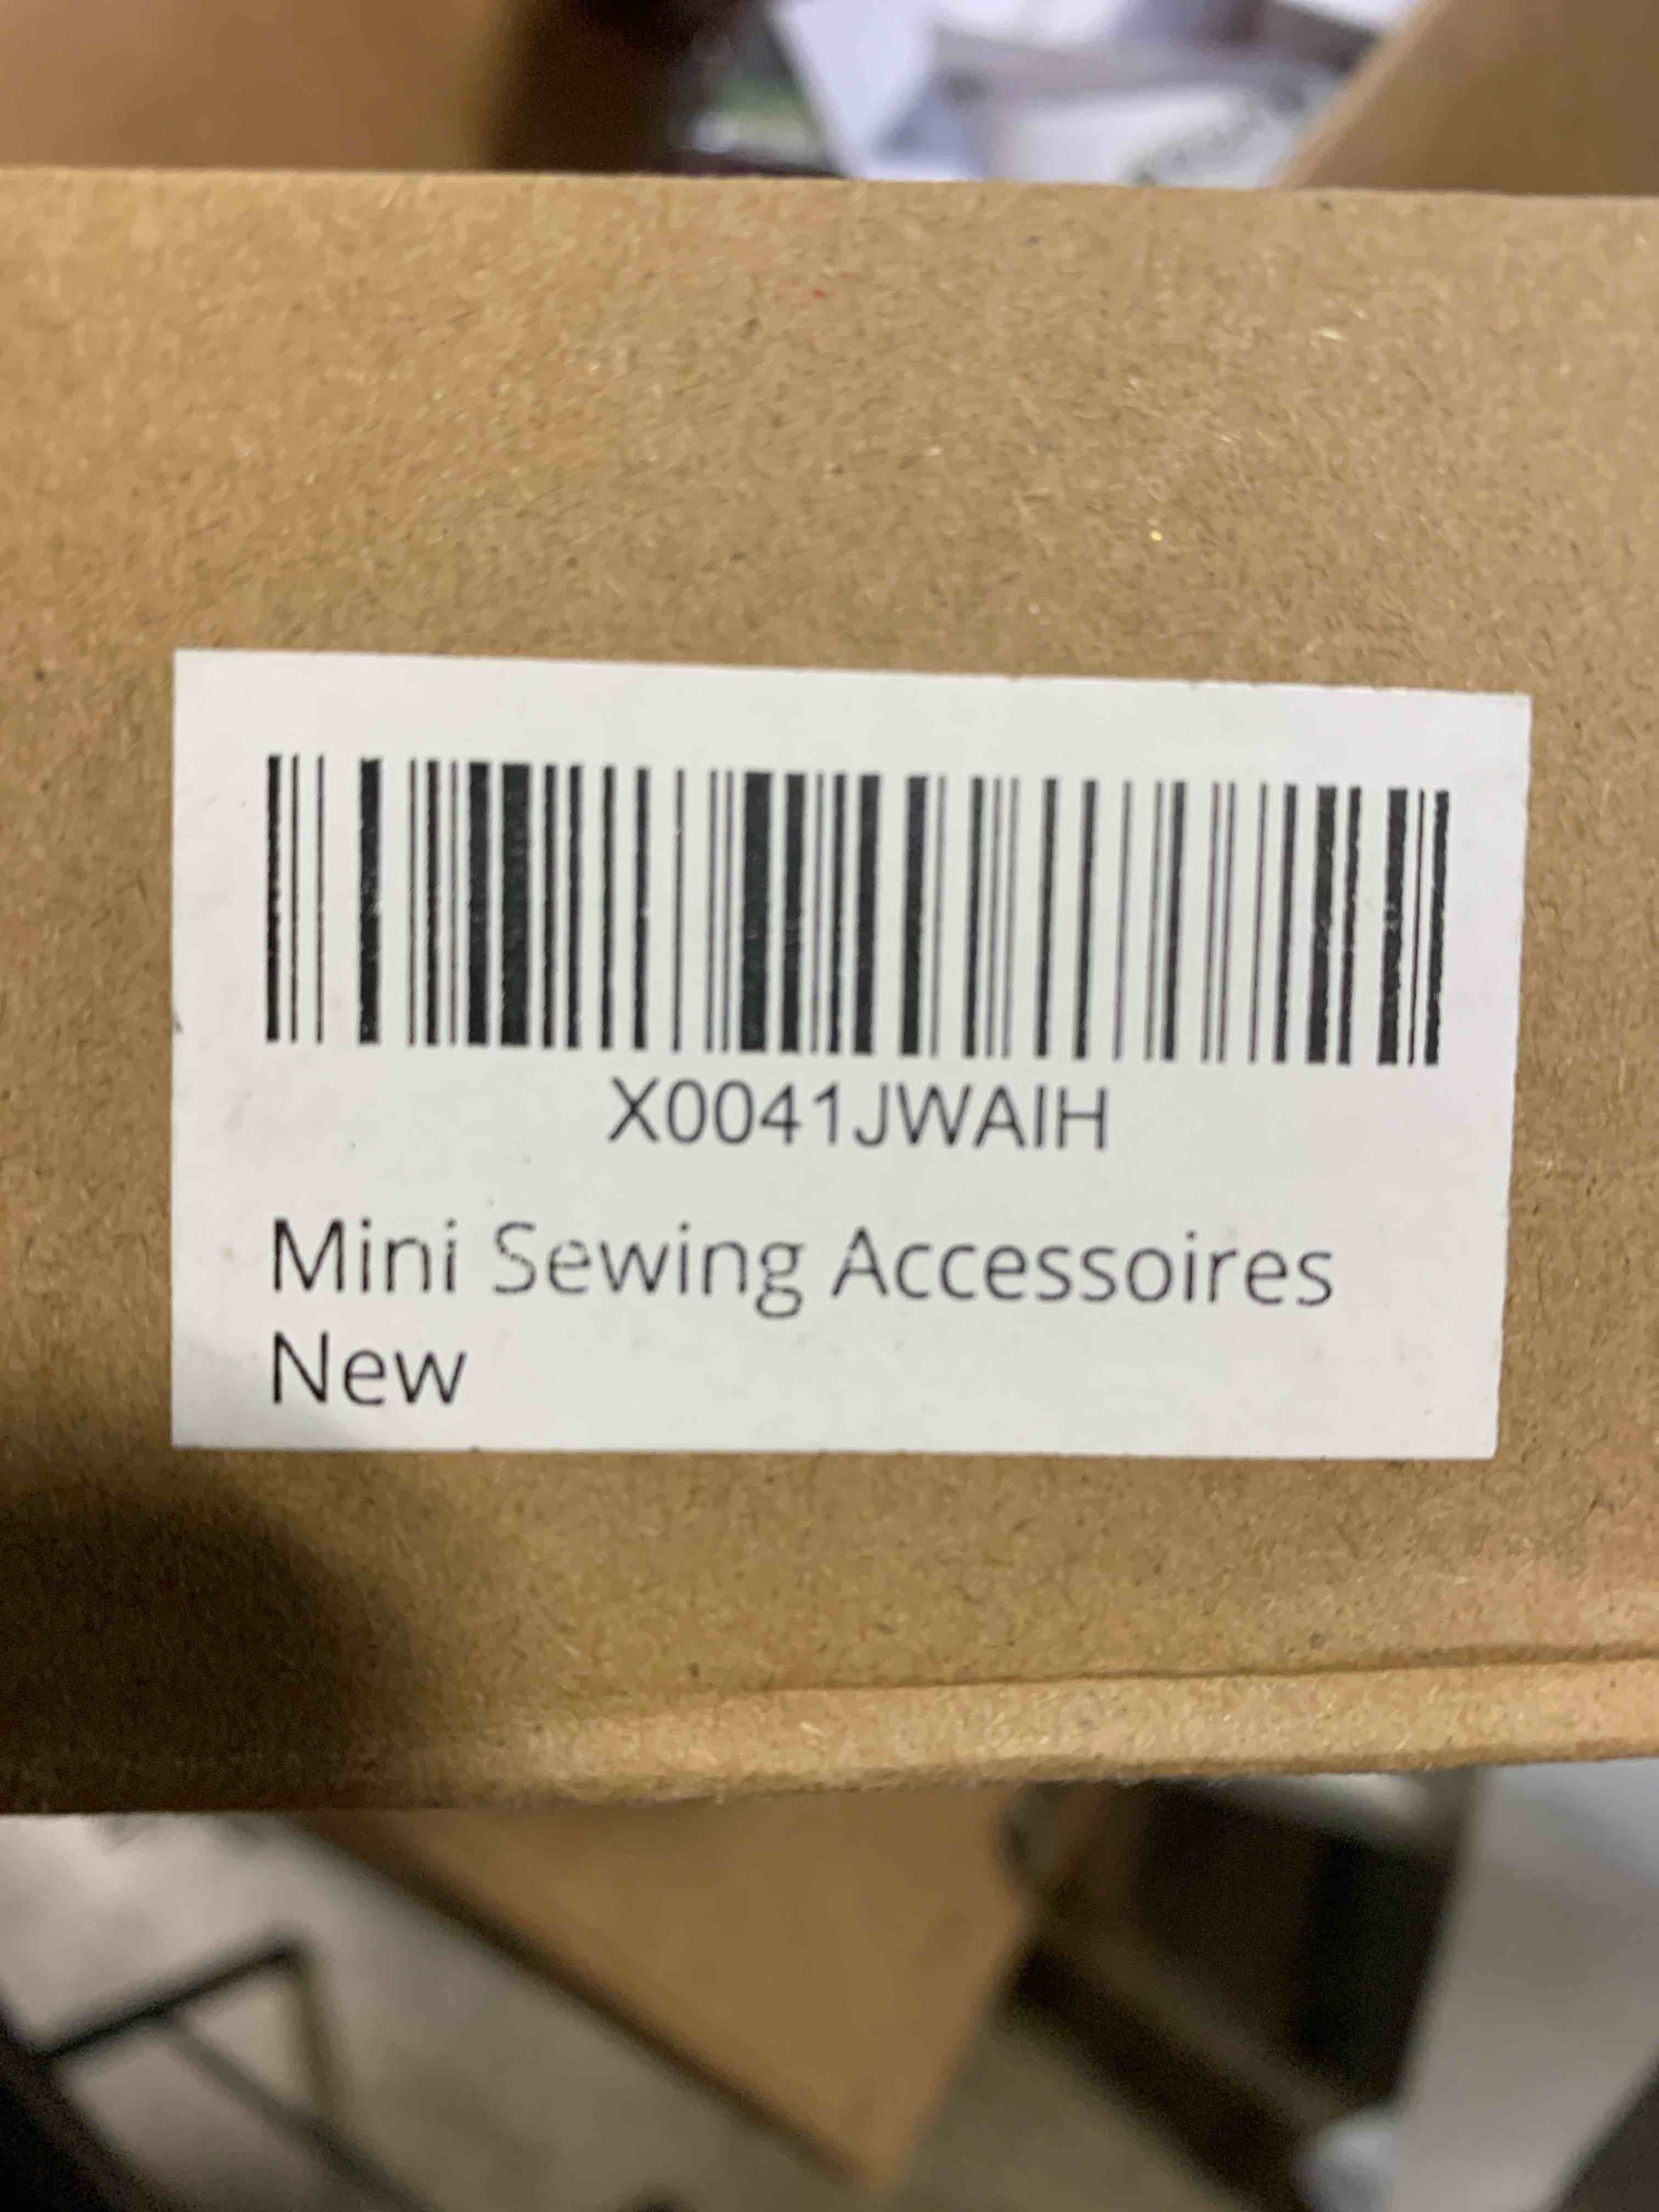 X0041JWAIH
Mini Sewing Accessoires
New